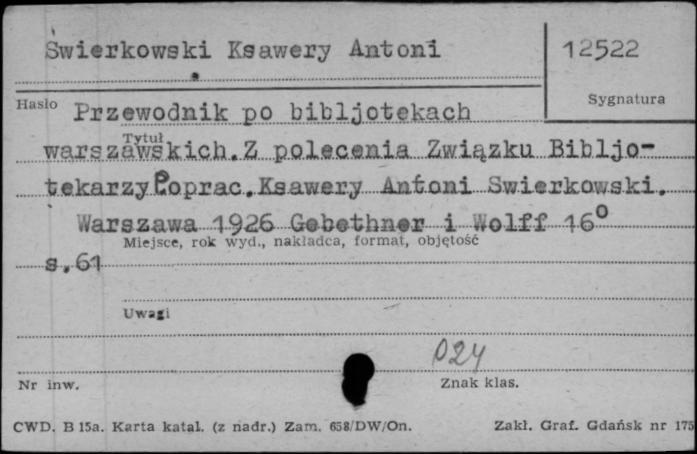 Świerkowski Ksawery Antoni
12522
Hasło
Sygnatura
Przewodnik po bibljotekach
Tytuł
warszawskich.Z polecenia Związku Bibljo-
tekarzy Poprac.Ksawery Antoni Swierkowski.
Warszawa 1926 Gebethner i Wolff 16°
Miejsce, rok wyd., nakładca, format, objętość
s.61
Uwagi
024
Nr inw.
Znak klas.
CWD. B 15a. Karta katal. (z nadr.) Zam. 658/DW/On.
Zakł. Graf. Gdańsk nr 175